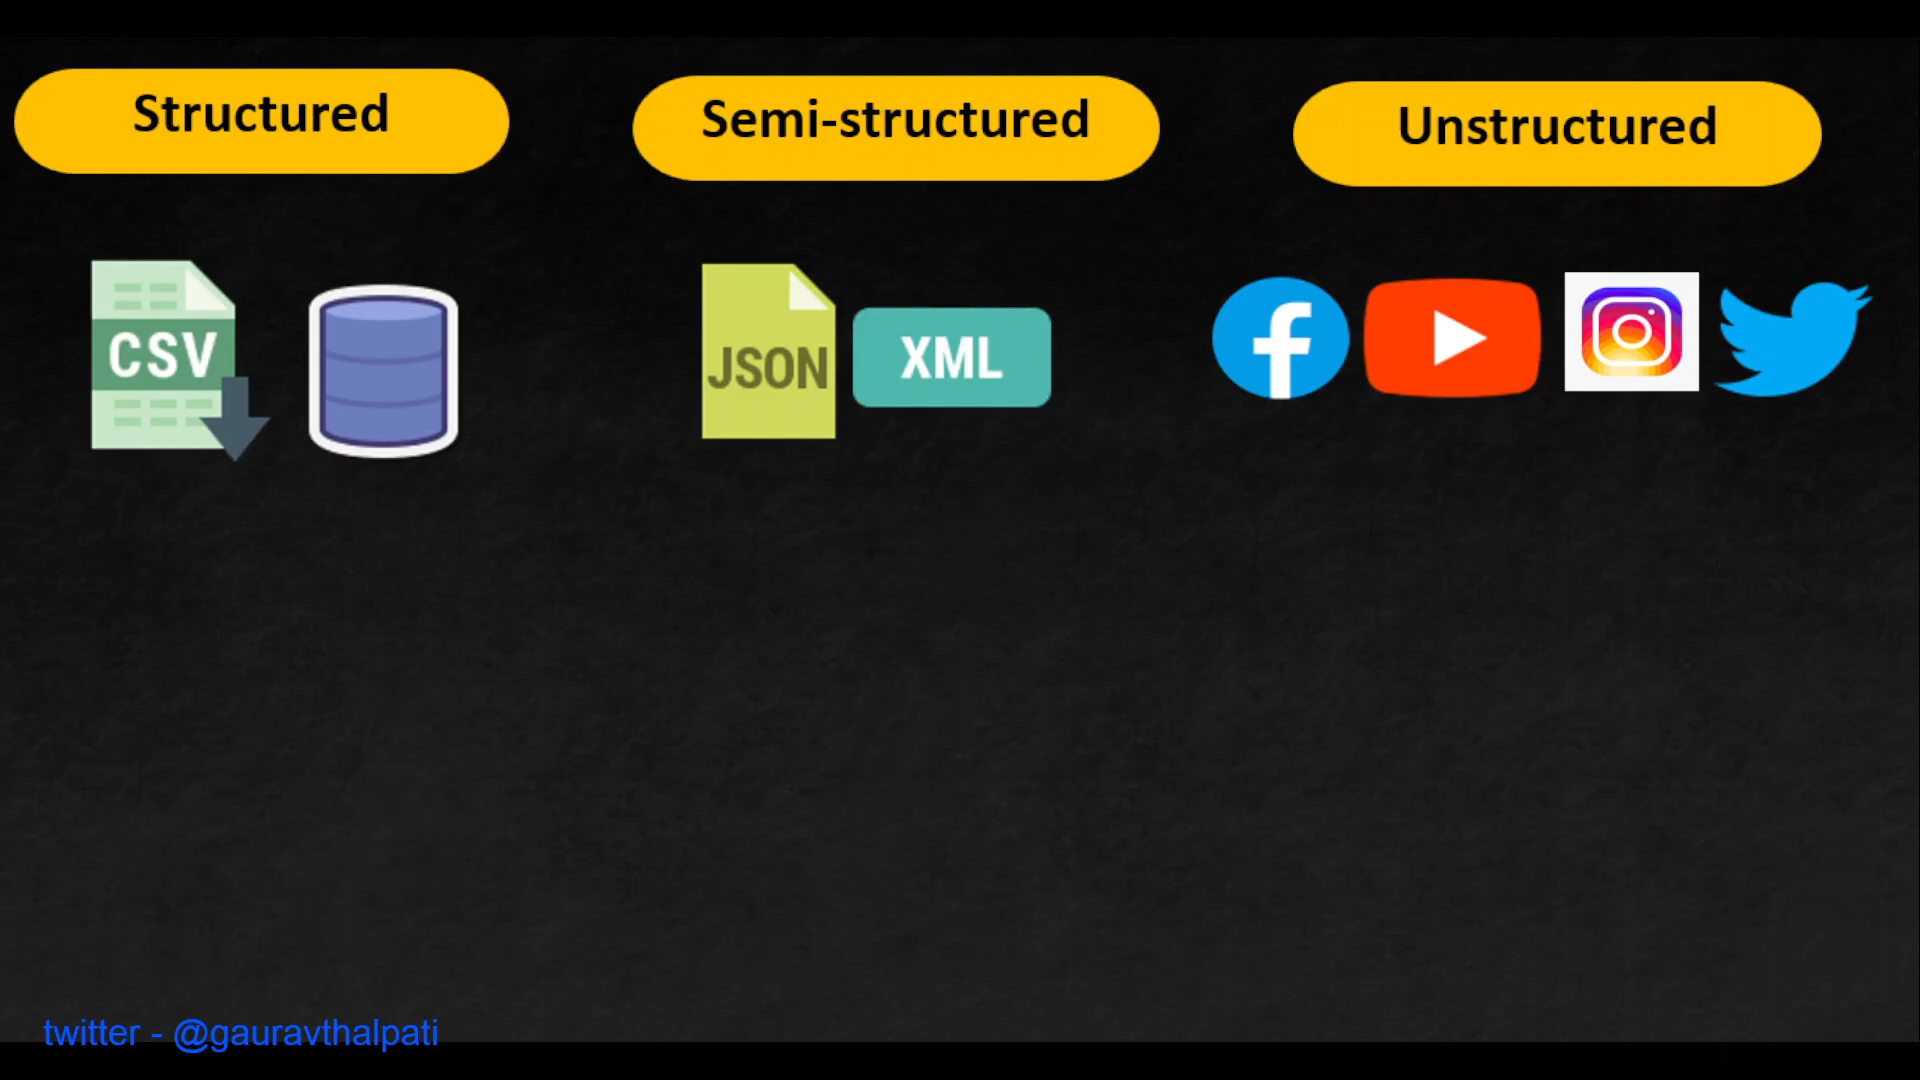 Structured
Semi-structured
Unstructured
CSV
JSON
XML
twitter - @gauravthalpati